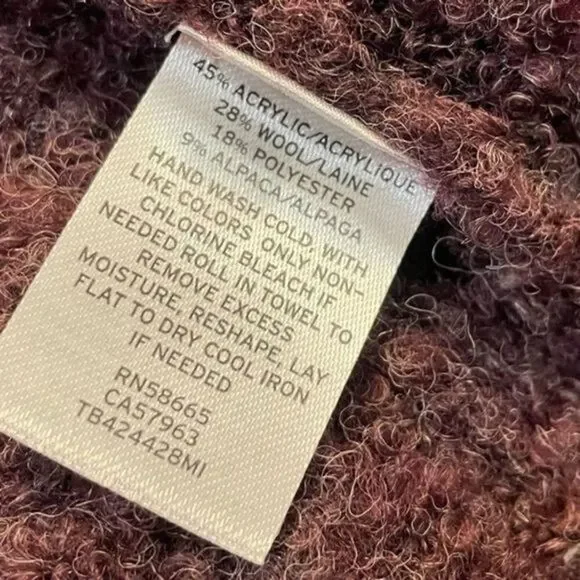 45% ACRYLIC/ACRYLIQUE
28% WOOL/LAINE
18% POLYESTER
9% ALPACA/ALPAGA
HAND WASH COLD, WITH
LIKE COLORS ONLY NON-
CHLORINE BLEACH IF
NEEDED ROLL IN TOWEL TO
REMOVE EXCESS
MOISTURE, RESHAPE, LAY
FLAT TO DRY COOL IRON
IF NEEDED
RN58665
CA57963
TB424428MI